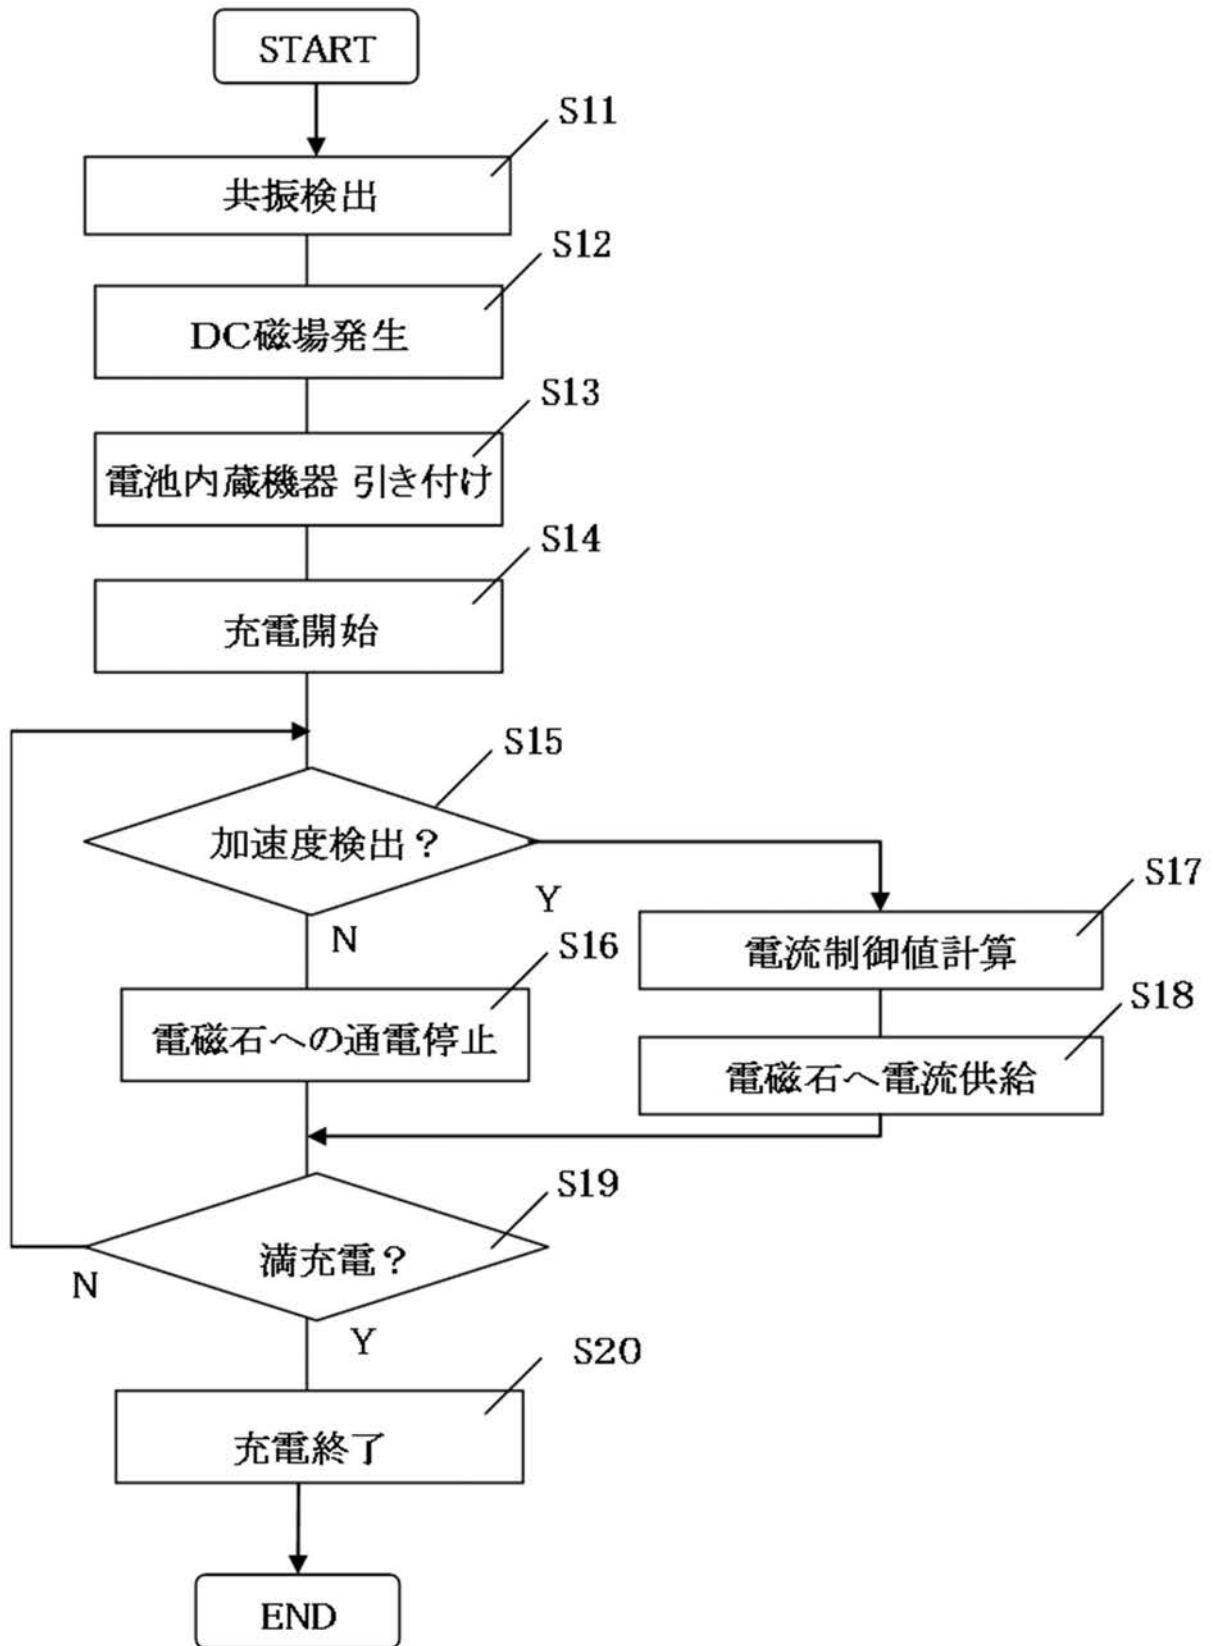 START
S11
共振検出
S12
DC磁場発生
S13
電池内蔵機器 引き付け
S14
充電開始
S15
加速度検出?
Y
N
S17
電流制御値計算
S16
電磁石への通電停止
S18
電磁石へ電流供給
S19
満充電?
N
Y
S20
充電終了
END